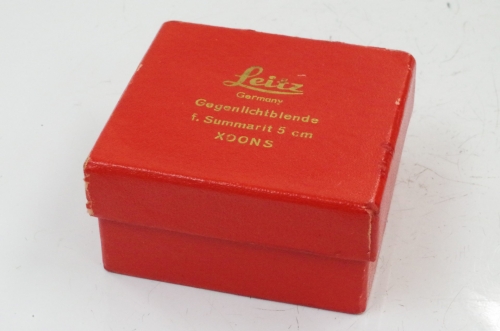 Leitz
Germany
Gegenlichtblende
f. Summarit 5 cm
XOONS